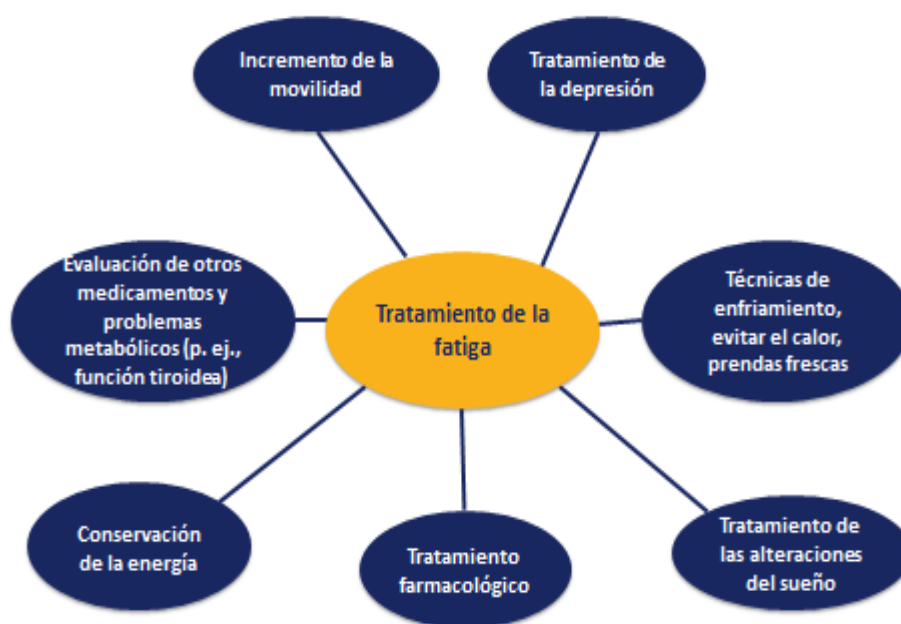 Incremento de la
movilidad
Tratamiento de
la depresión
Evaluación de otros
medicamentos y
problemas
metabólicos (p. ej.,
función tiroidea)
Tratamiento de la
fatiga
Técnicas de
enfriamiento,
evitar el calor,
prendas frescas
Conservación
de la energía
Tratamiento
farmacológico
Tratamiento de
las alteraciones
del sueño